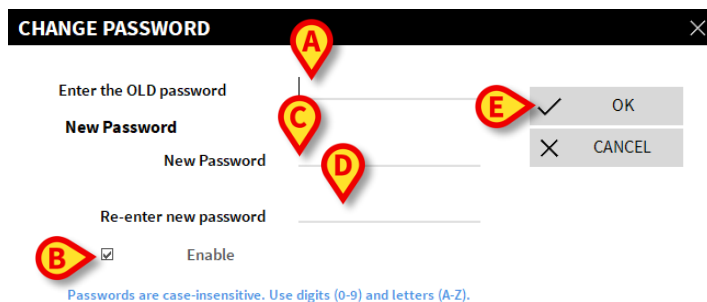 CHANGE PASSWORD
A
Enter the OLD password
E
OK
C
New Password
CANCEL
New Password
D
Re-enter new password
B
Enable
Passwords are case-insensitive. Use digits (0-9) and letters (A-Z).